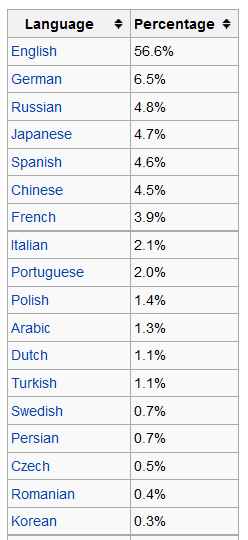 Language Percentage
English 56.6%
German 6.5%
Russian 4.8%
Japanese 4.7%
Spanish 4.6%
Chinese 4.5%
French 3.9%
Italian 2.1%
Portuguese 2.0%
Polish 1.4%
Arabic 1.3%
Dutch 1.1%
Turkish 1.1%
Swedish 0.7%
Persian 0.7%
Czech 0.5%
Romanian 0.4%
Korean 0.3%